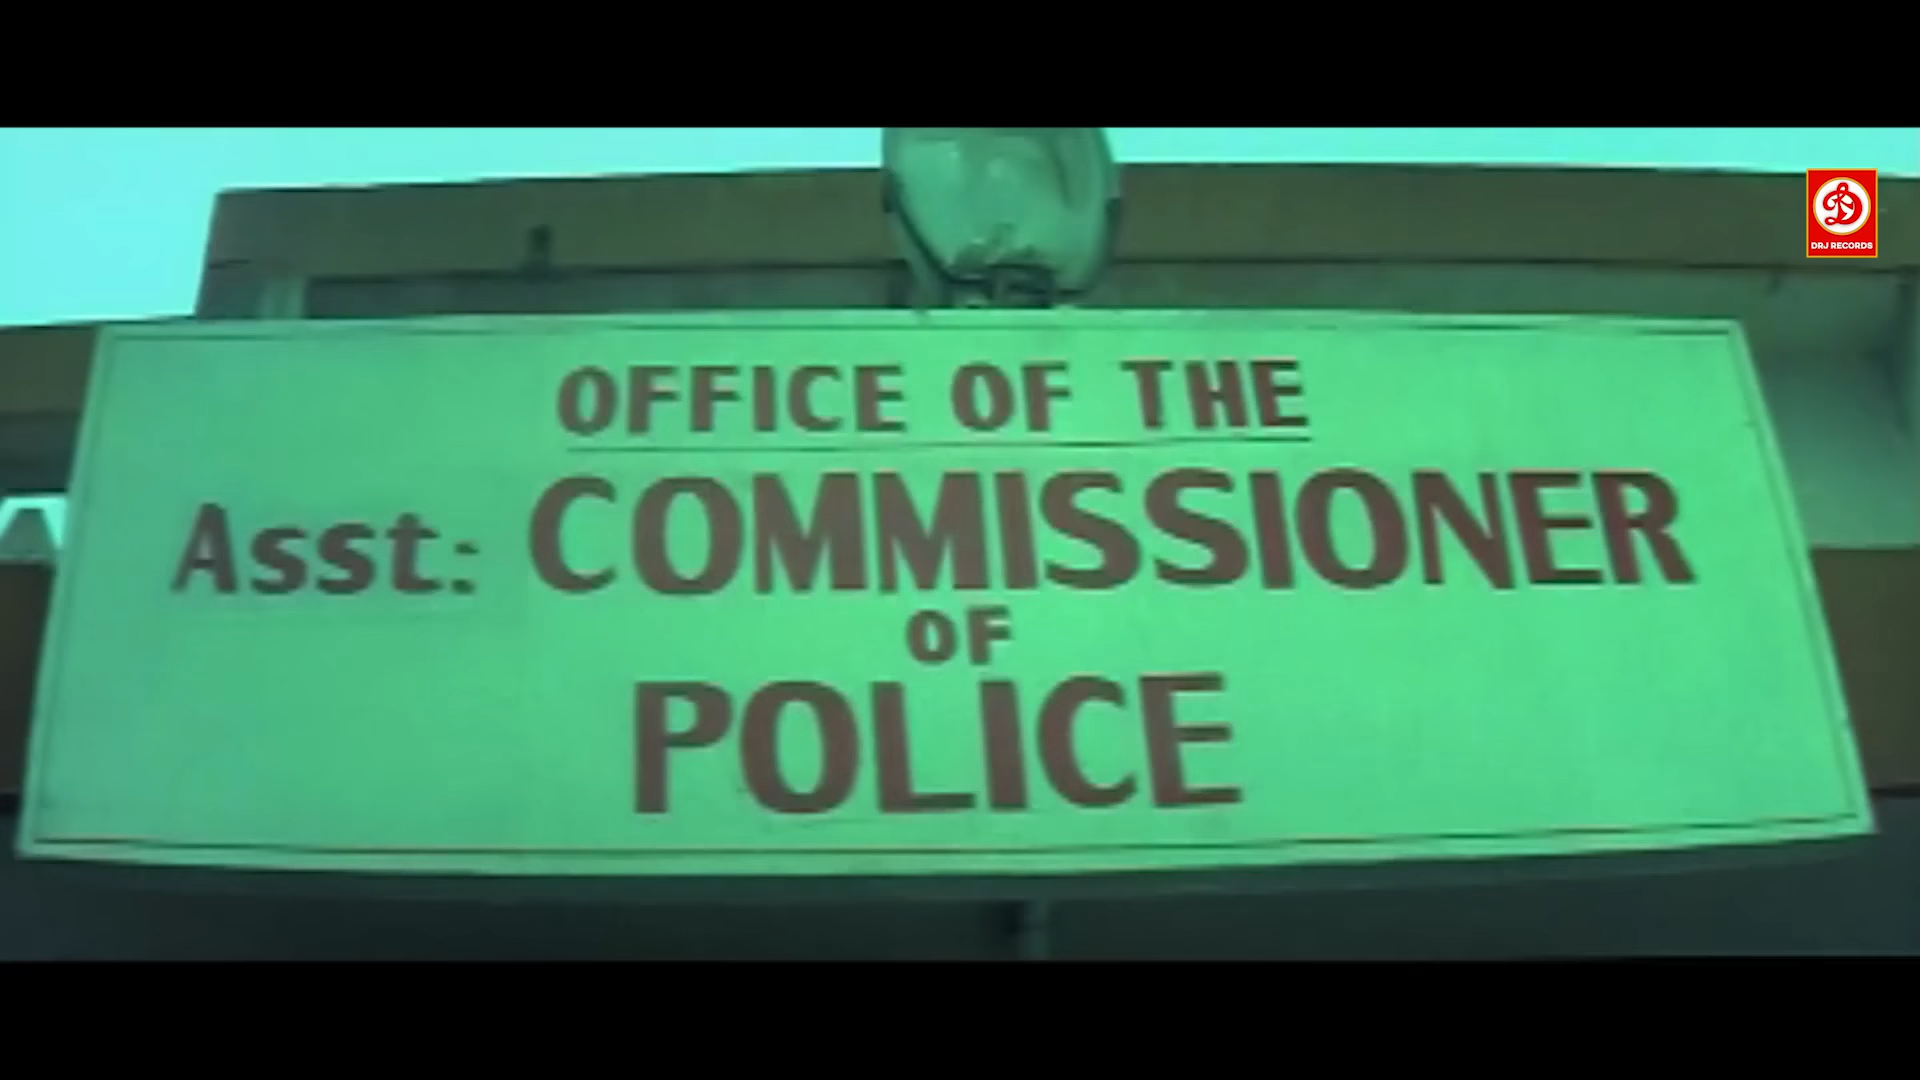 OFFICE OF THE
Asst: COMMISSIONER
OF
POLICE
DRJ RECORDS